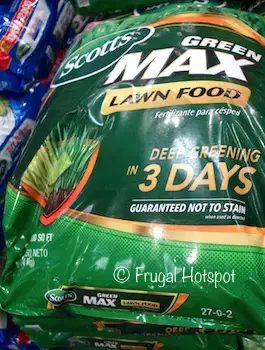 Scotts
GREEN
MAX
LAWN FOOD
Fertilizante para césped
DEEP GREENING
IN 3 DAYS
GUARANTEED NOT TO STAIN
when used as directed
SQ FT
NETO
© Frugal Hotspot
Scotts
GREEN
MAX
LAWN FOOD
27-0-2